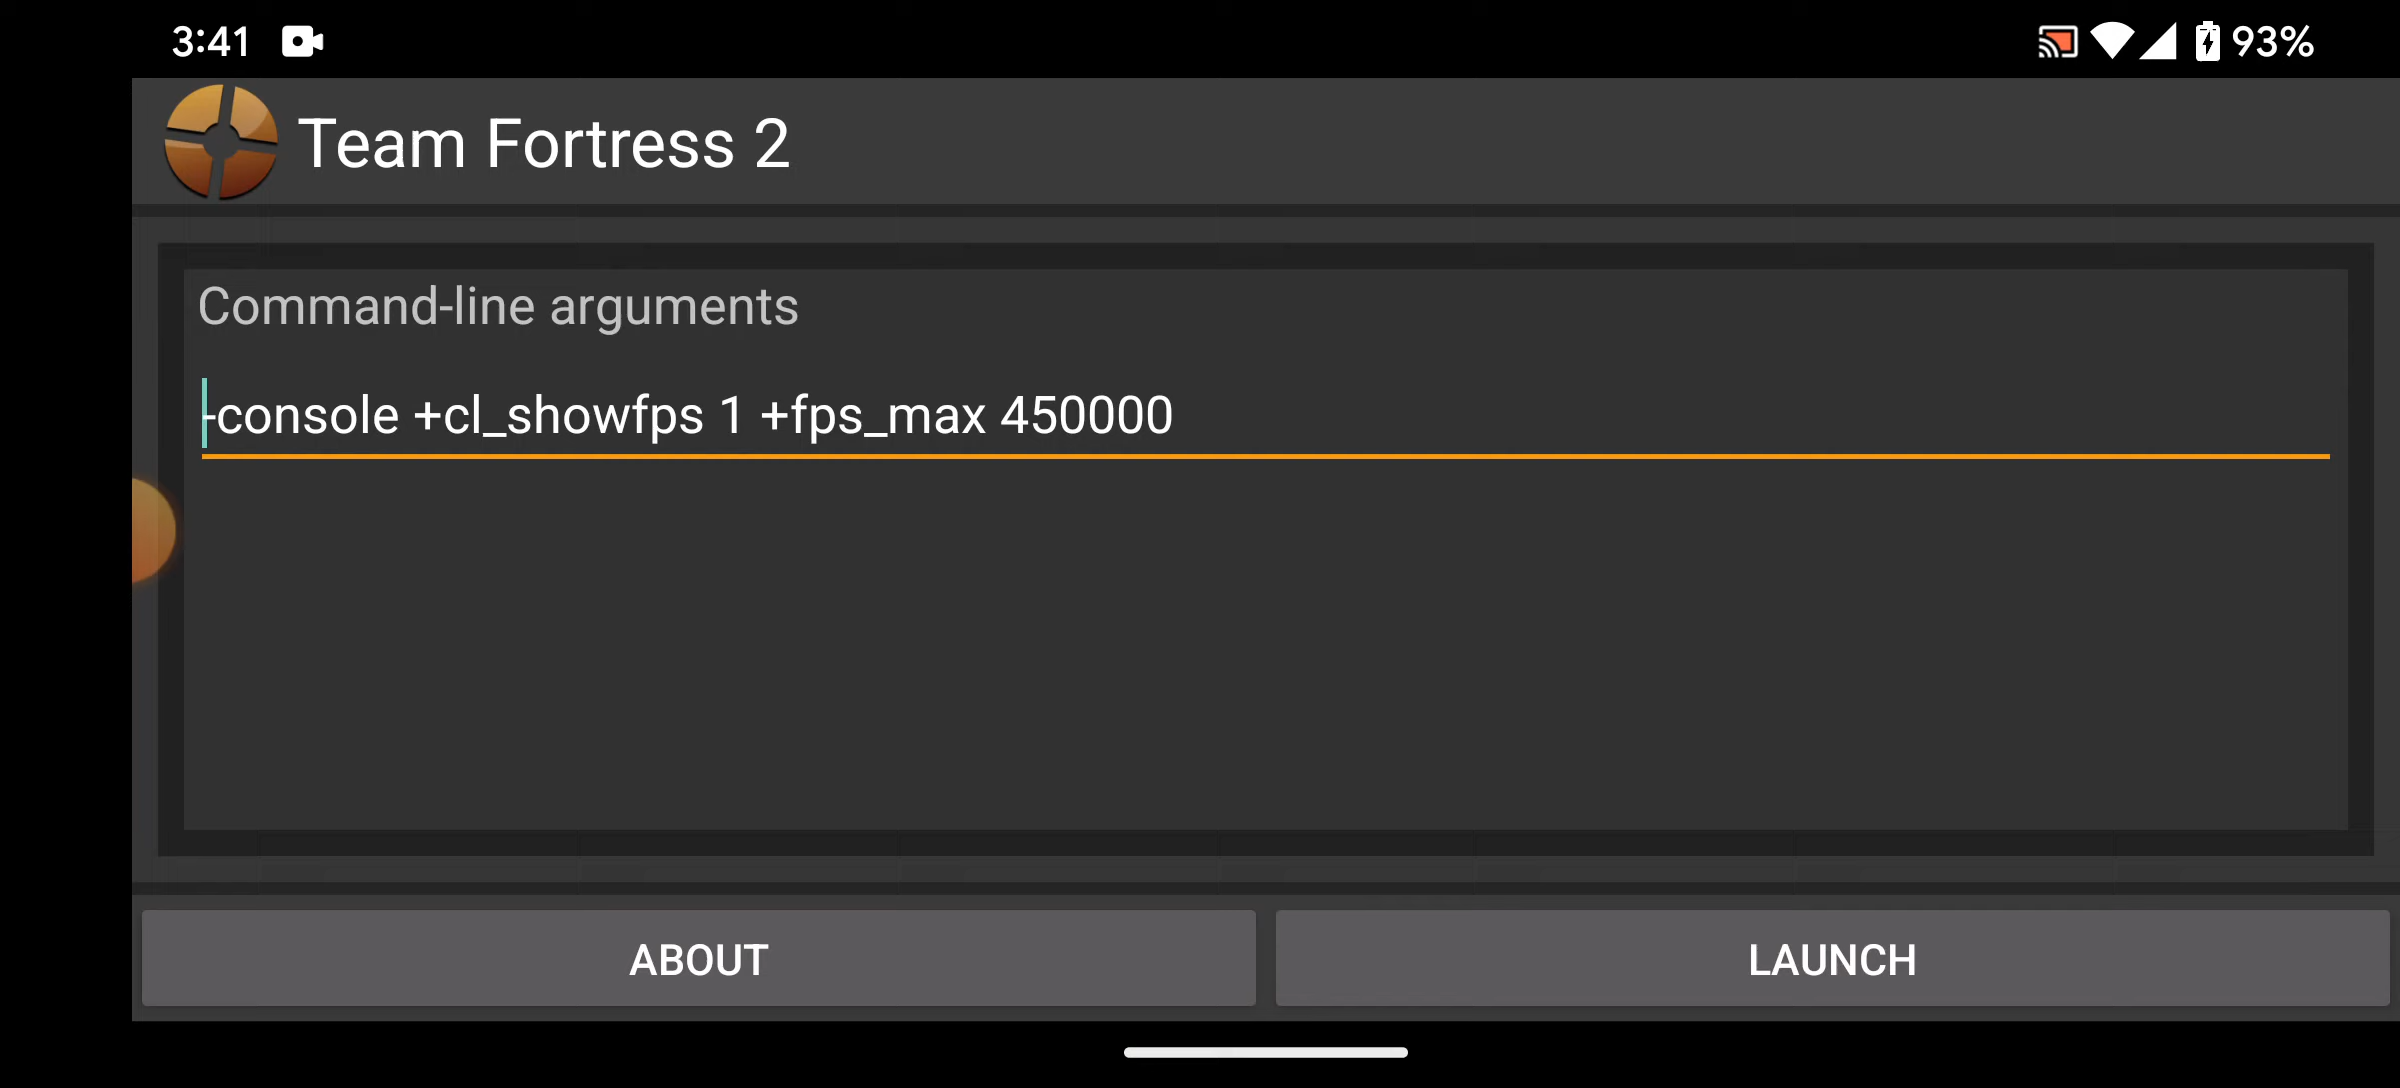 3:41
93%
Team Fortress 2
Command-line arguments
-console +cl_showfps 1 +fps_max 450000
ABOUT
LAUNCH